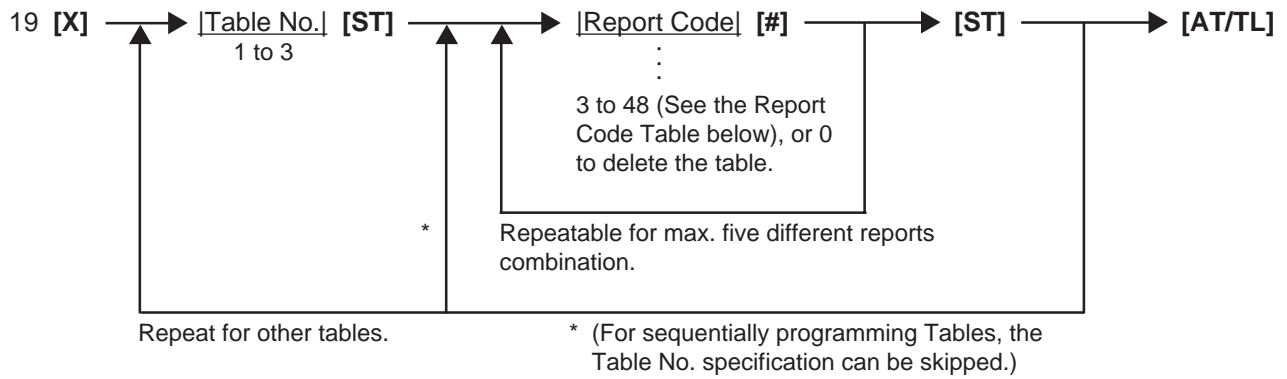 19 [X] Table No. [ST] Report Code [#] [ST] [AT/TL]
1 to 3
:
3 to 48 (See the Report
Code Table below), or 0
to delete the table.
* Repeatable for max. five different reports
combination.
Repeat for other tables.
* (For sequentially programming Tables, the
Table No. specification can be skipped.)